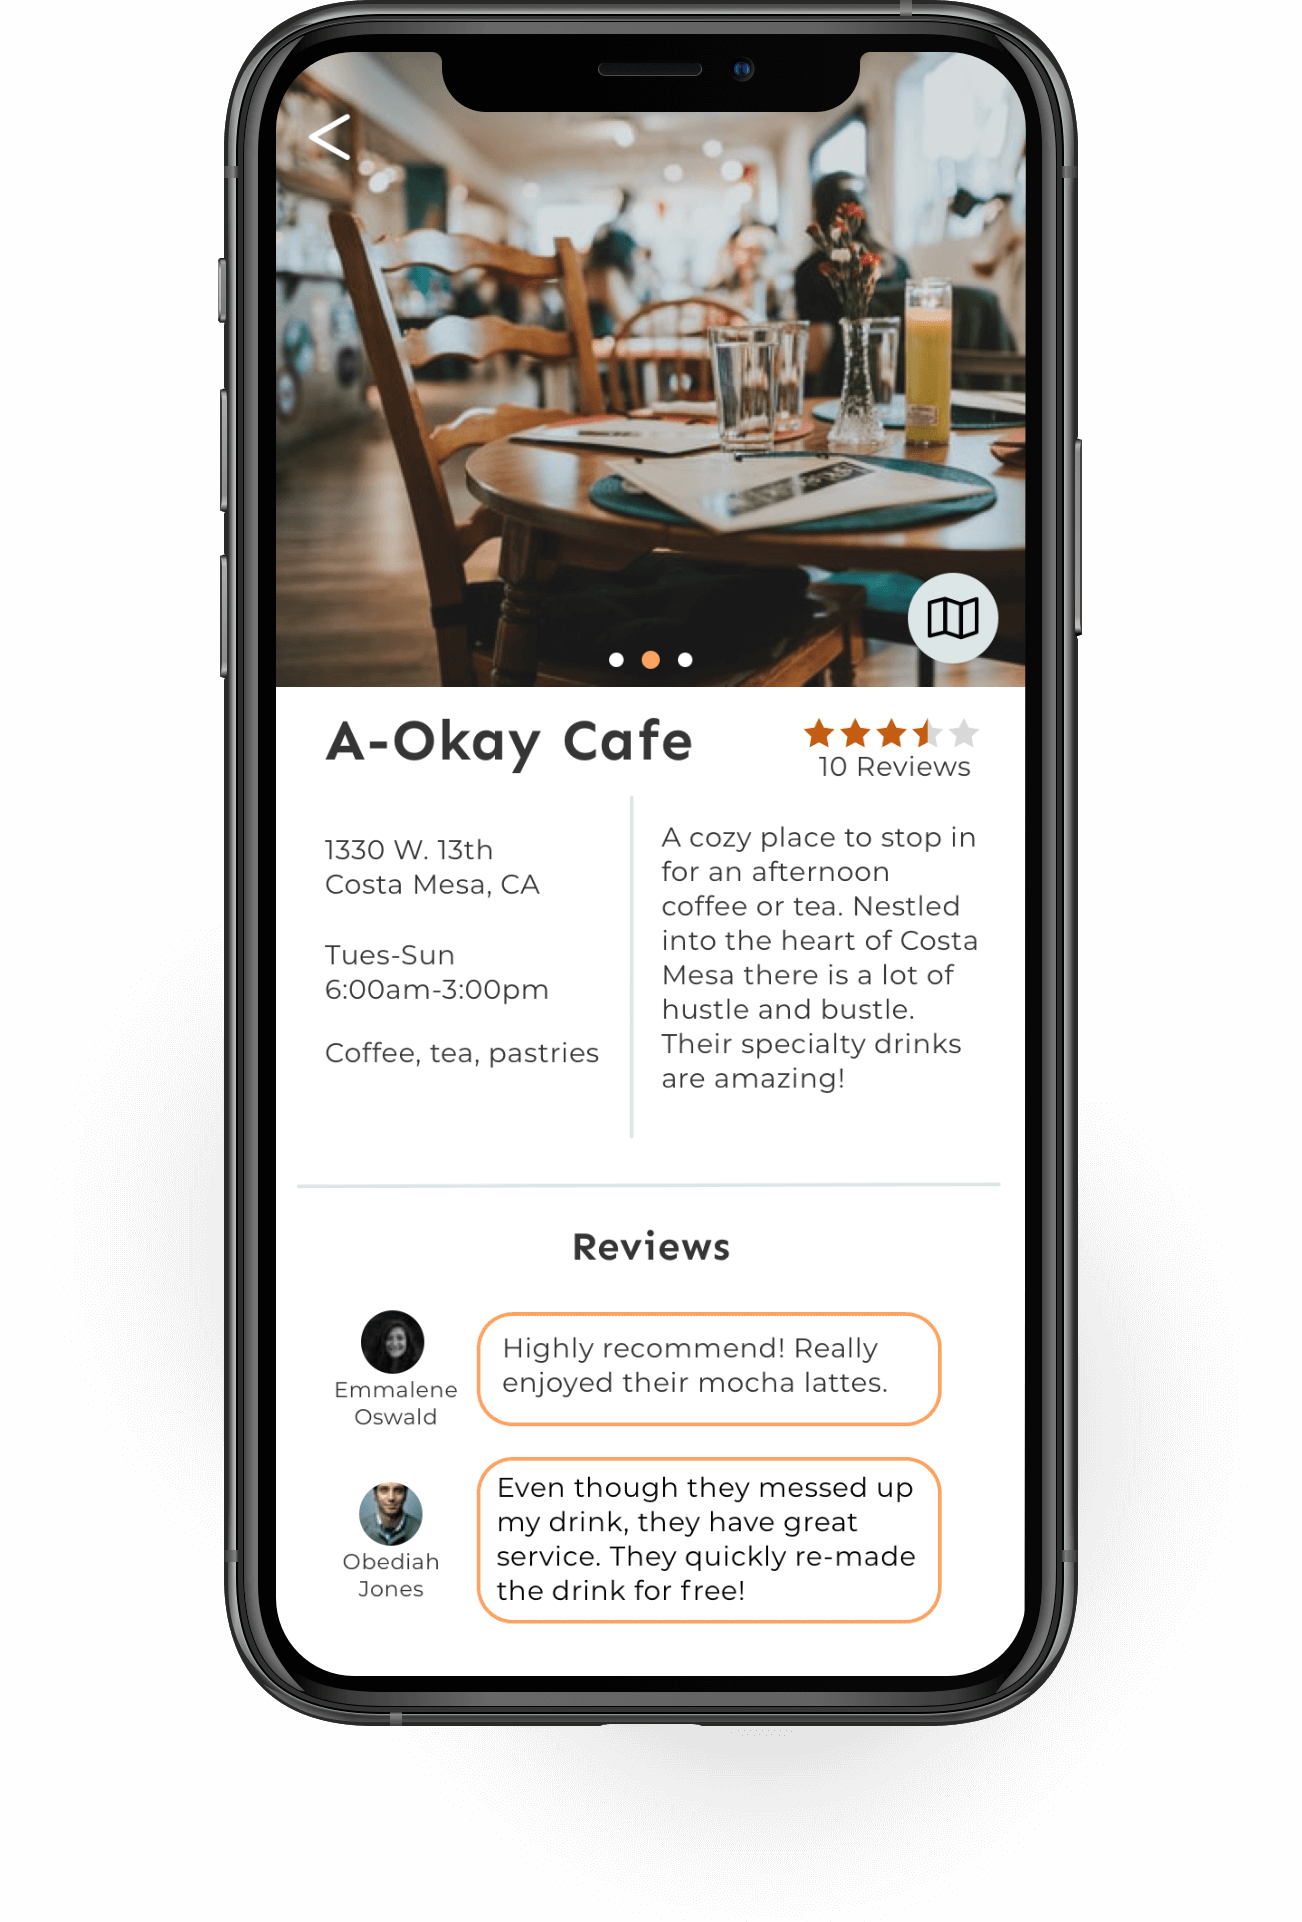 A-Okay Cafe
10 Reviews
1330 W. 13th
Costa Mesa, CA
Tues-Sun
6:00am-3:00pm
Coffee, tea, pastries
A cozy place to stop in
for an afternoon
coffee or tea. Nestled
into the heart of Costa
Mesa there is a lot of
hustle and bustle.
Their specialty drinks
are amazing!
Reviews
Emmalene
Oswald
Highly recommend! Really
enjoyed their mocha lattes.
Obediah
Jones
Even though they messed up
my drink, they have great
service. They quickly re-made
the drink for free!